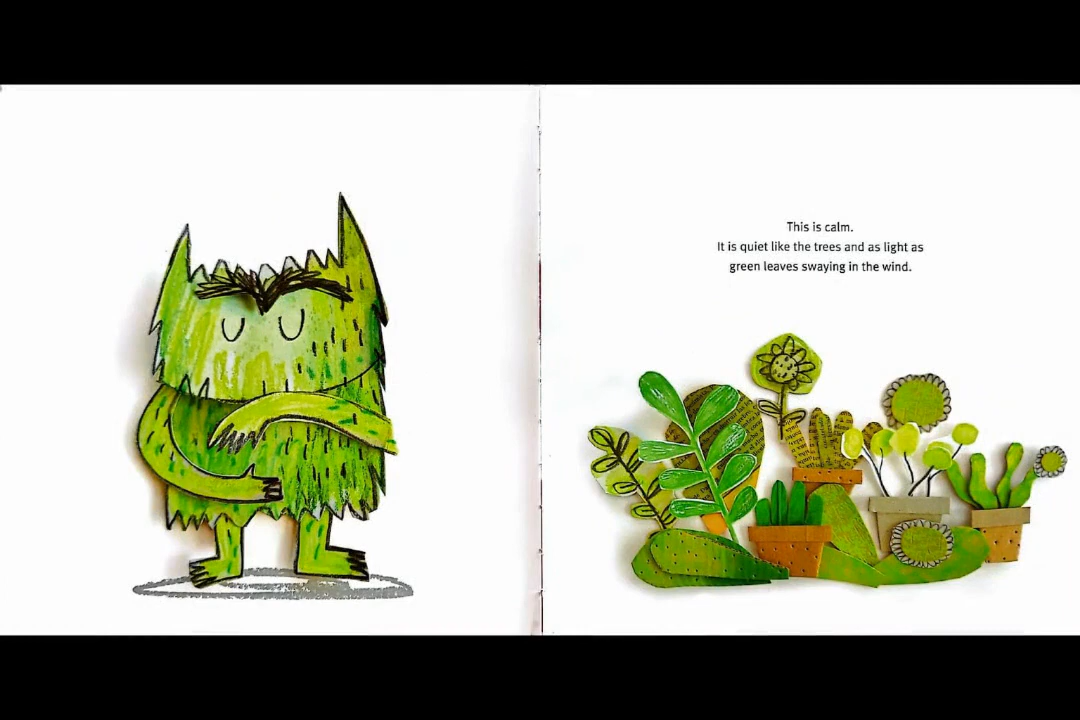 This is calm.
It is quiet like the trees and as light as
green leaves swaying in the wind.